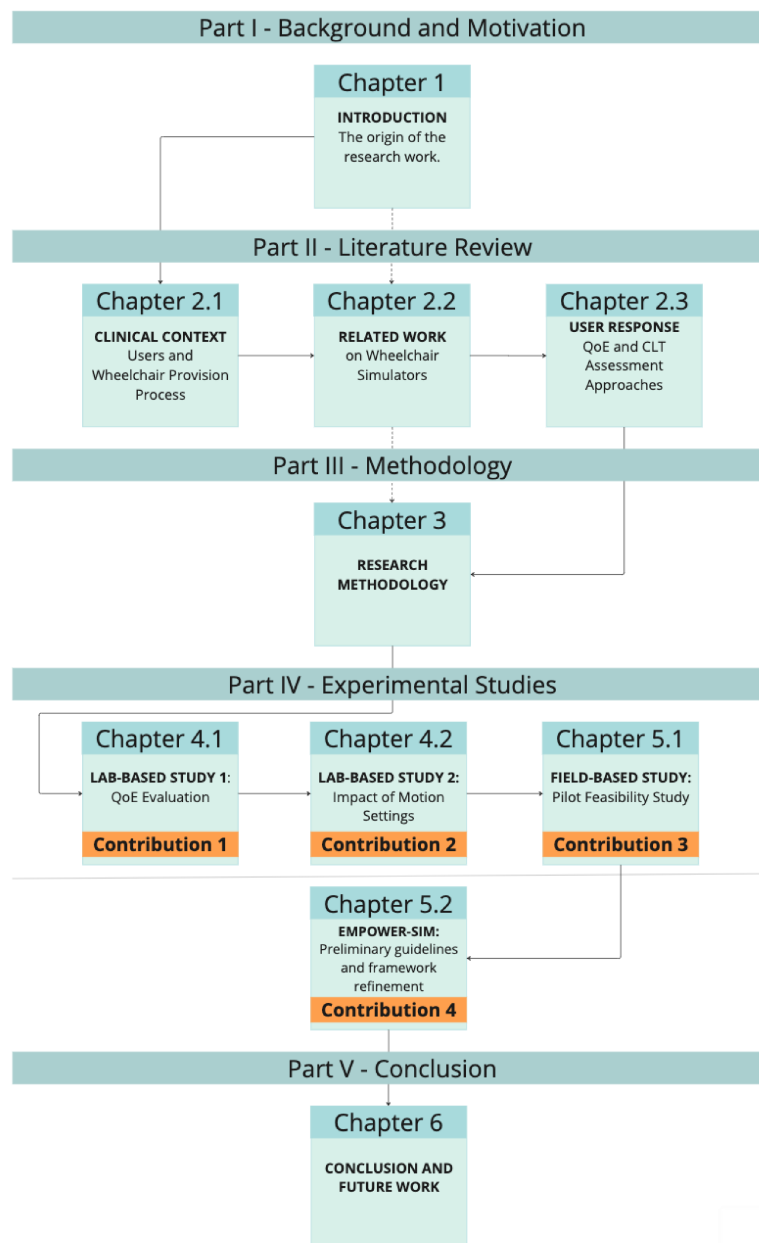 Part I - Background and Motivation
Chapter 1
INTRODUCTION
The origin of the
research work.
Part II - Literature Review
Chapter 2.1
CLINICAL CONTEXT
Users and
Wheelchair Provision
Process
Chapter 2.2
RELATED WORK
on Wheelchair
Simulators
Chapter 2.3
USER RESPONSE
QoE and CLT
Assessment
Approaches
Part III - Methodology
Chapter 3
RESEARCH
METHODOLOGY
Part IV - Experimental Studies
Chapter 4.1
LAB-BASED STUDY 1:
QoE Evaluation
Contribution 1
Chapter 4.2
LAB-BASED STUDY 2:
Impact of Motion
Settings
Contribution 2
Chapter 5.1
FIELD-BASED STUDY:
Pilot Feasibility Study
Contribution 3
Chapter 5.2
EMPOWER-SIM:
Preliminary guidelines
and framework
refinement
Contribution 4
Part V - Conclusion
Chapter 6
CONCLUSION AND
FUTURE WORK